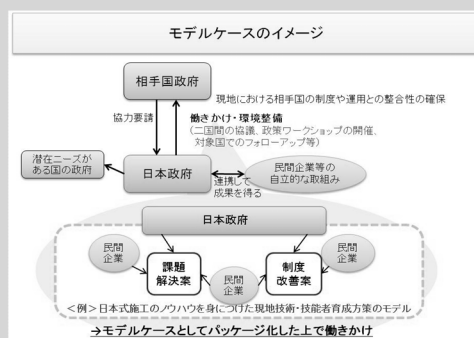 モデルケースのイメージ
相手国政府
現地における相手国の制度や運用との整合性の確保
協力要請
働きかけ・環境整備
(二国間の協議、政策ワークショップの開催、
対象国でのフォローアップ等)
潜在ニーズが
ある国の政府
日本政府
連携して
成果を得る
民間企業等の
自立的な取組み
日本政府
民間
企業
課題
解決案
民間
企業
制度
改善案
民間
企業
<例>日本式施工のノウハウを身につけた現地技術・技能者育成方策のモデル
→モデルケースとしてパッケージ化した上で働きかけ